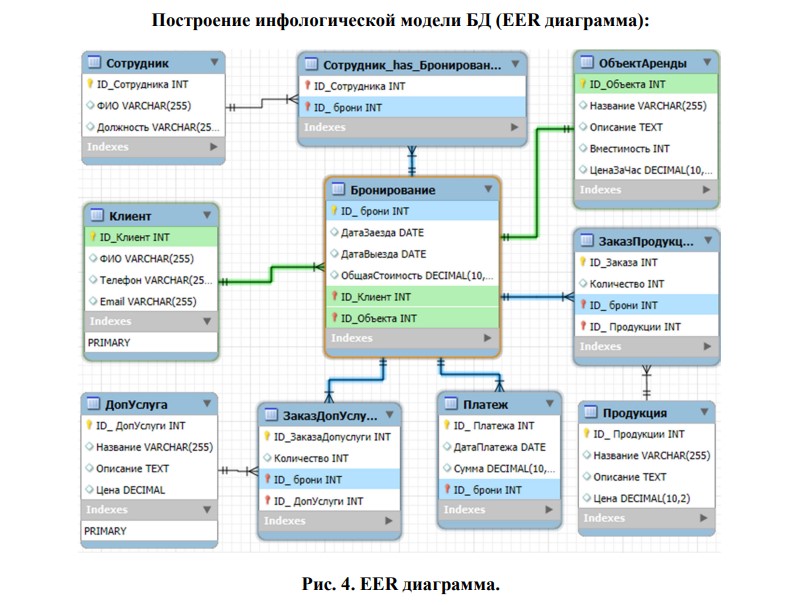 Построение инфологической модели БД (EER диаграмма):
Сотрудник
ID_Сотрудника INT
ФИО VARCHAR(255)
Должность VARCHAR(25...
Indexes
Сотрудник_has_Бронирован...
ID_Сотрудника INT
ID_ брони INT
Indexes
ОбъектАренды
ID_Объекта INT
Название VARCHAR(255)
Описание TEXT
Вместимость INT
ЦенаЗаЧас DECIMAL(10,...
Indexes
Клиент
ID_Клиент INT
ФИО VARCHAR(255)
Телефон VARCHAR(25...
Email VARCHAR(255)
Indexes
PRIMARY
Бронирование
ID_ брони INT
ДатаЗаезда DATE
ДатаВыезда DATE
ОбщаяСтоимость DECIMAL(10,...
ID_Клиент INT
ID_Объекта INT
Indexes
ЗаказПродукц...
ID_Заказа INT
Количество INT
ID_ брони INT
ID_ Продукции INT
Indexes
ДопУслуга
ID_ ДопУслуги INT
Название VARCHAR(255)
Описание TEXT
Цена DECIMAL
Indexes
PRIMARY
ЗаказДопУслу...
ID_ЗаказаДопуслуги INT
Количество INT
ID_ брони INT
ID_ ДопУслуги INT
Indexes
Платеж
ID_ Платежа INT
ДатаПлатежа DATE
Сумма DECIMAL(10,...
ID_ брони INT
Indexes
Продукция
ID_ Продукции INT
Название VARCHAR(255)
Описание TEXT
Цена DECIMAL(10,2)
Indexes
Рис. 4. EER диаграмма.